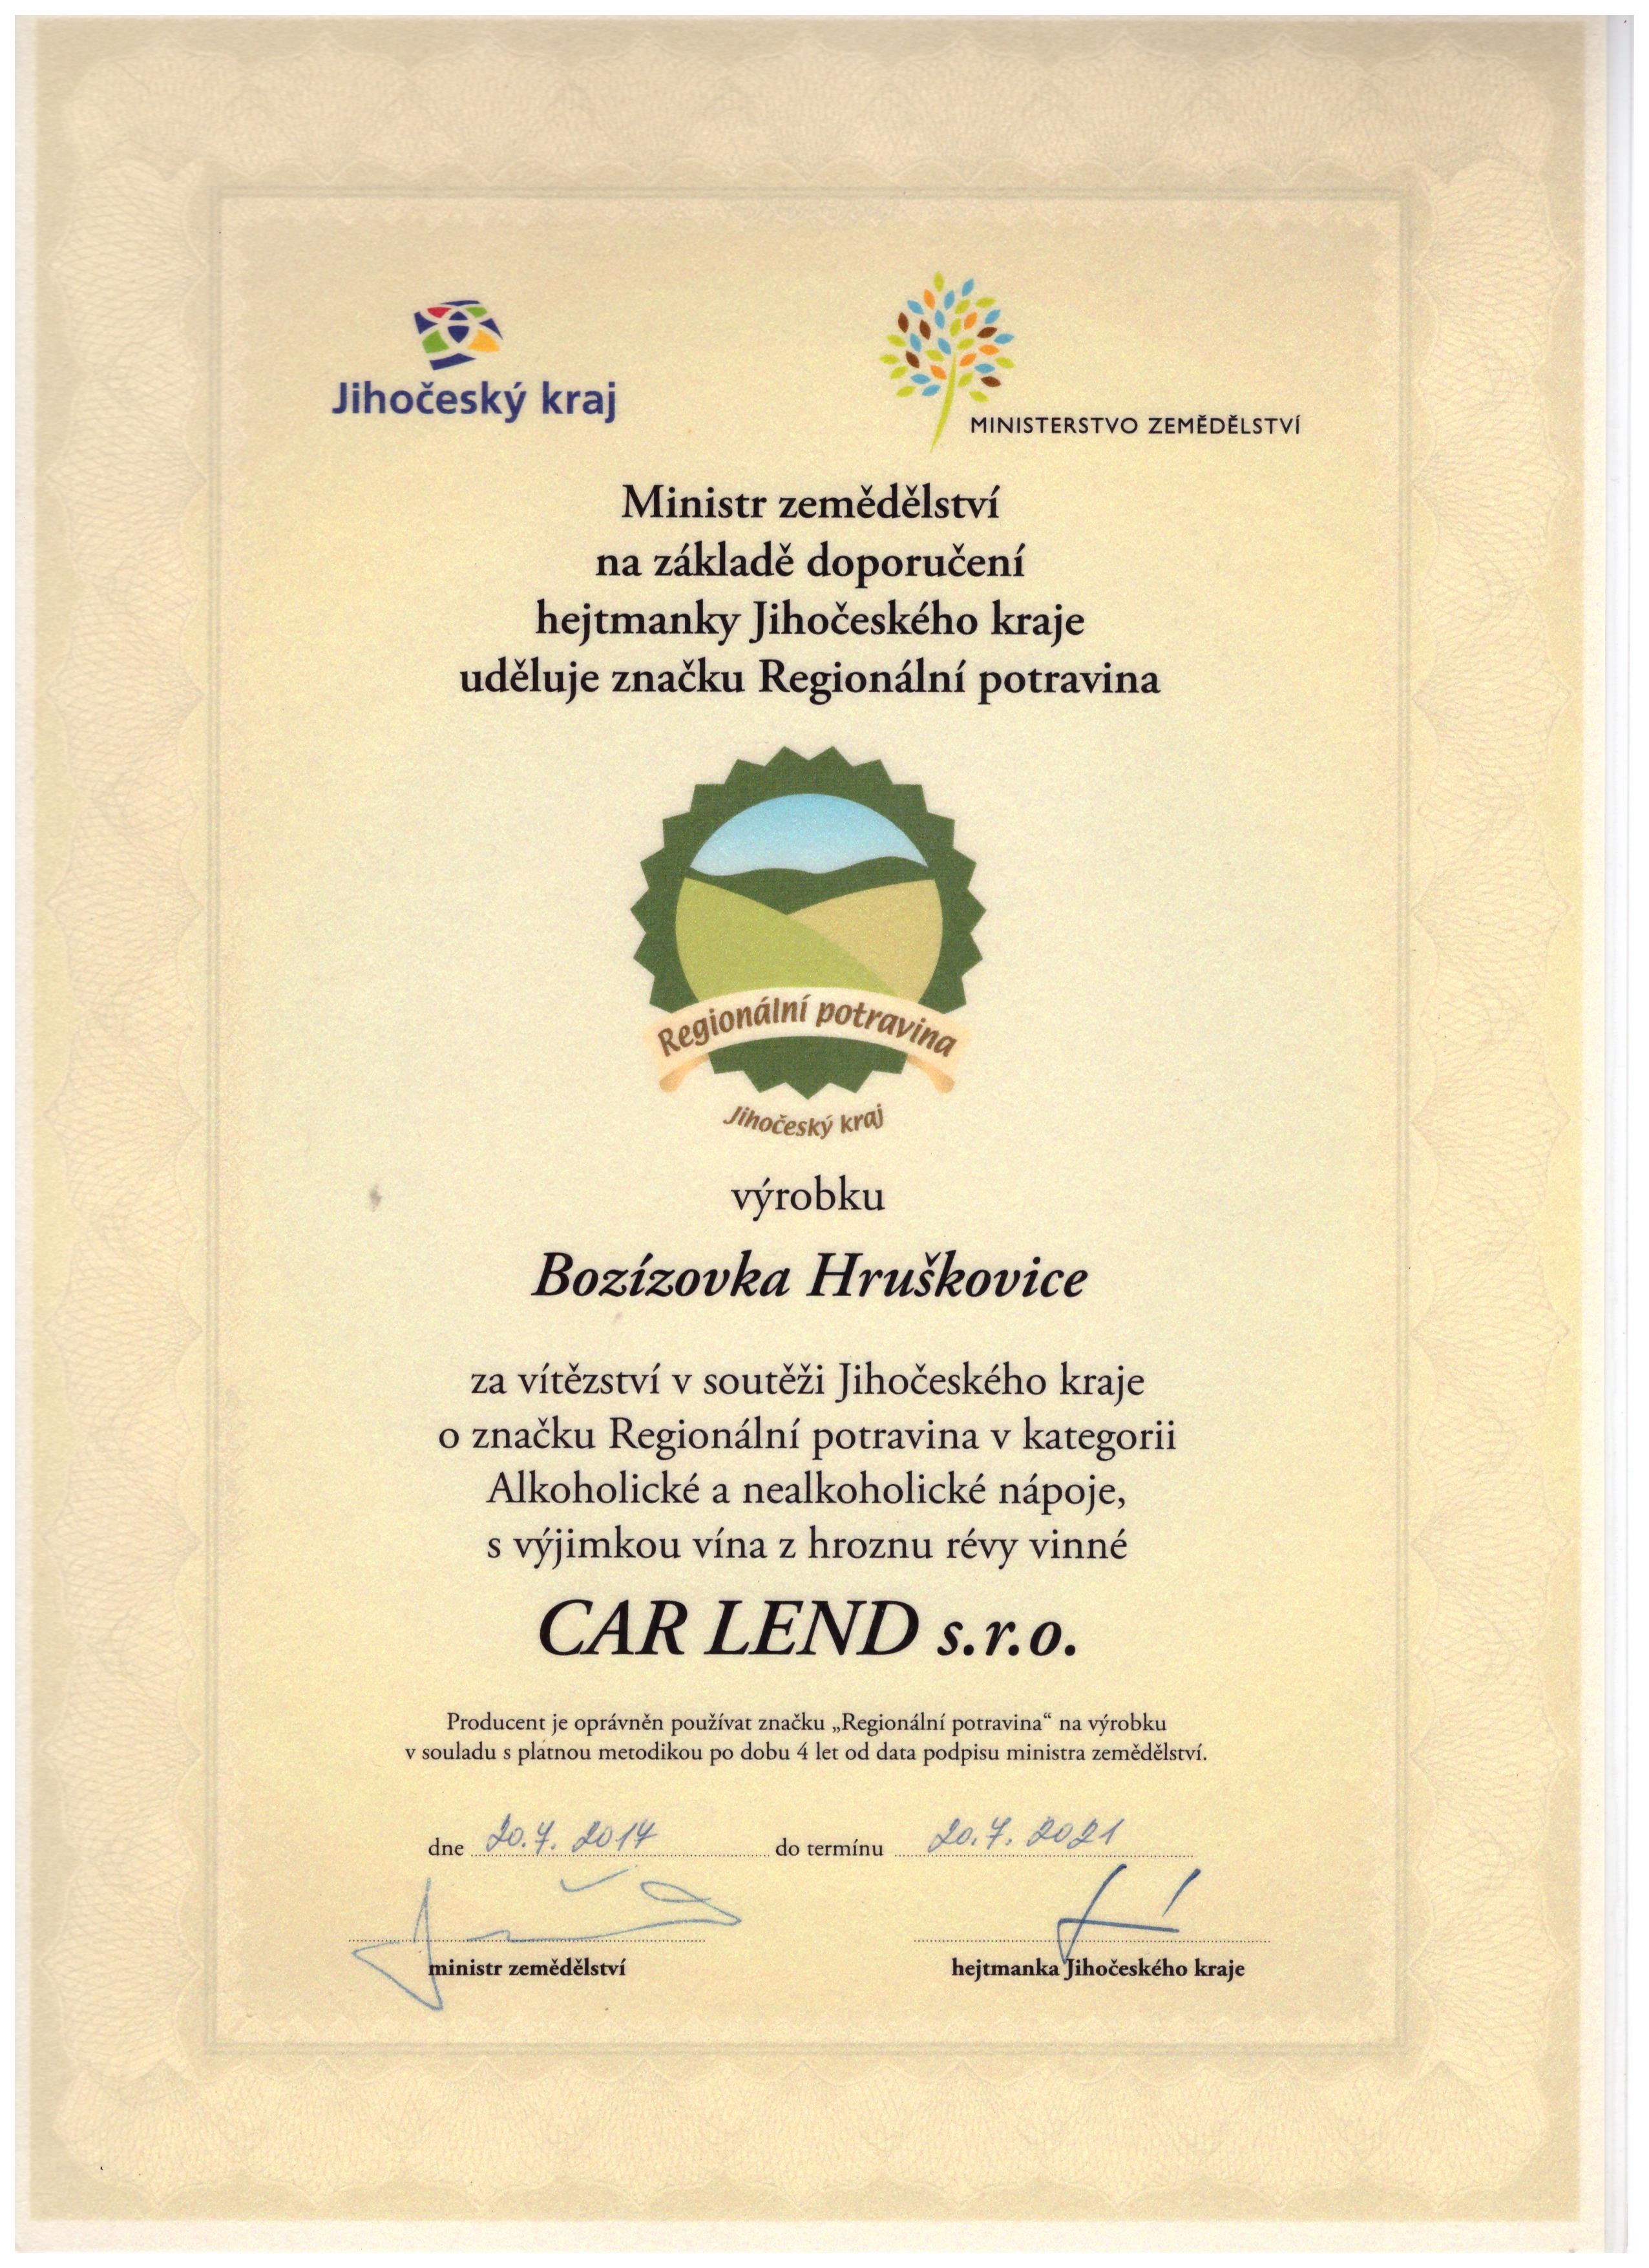 Jihočeský kraj
MINISTERSTVO ZEMĚDĚLSTVÍ
Ministr zemědělství
na základě doporučení
hejtmanky Jihočeského kraje
uděluje značku Regionální potravina
Regionální potravina
Jihočeský kraj
výrobku
Bozízovka Hruškovice
za vítězství v soutěži Jihočeského kraje
o značku Regionální potravina v kategorii
Alkoholické a nealkoholické nápoje,
s výjimkou vína z hroznu révy vinné
CAR LEND s.r.o.
Producent je oprávněn používat značku „Regionální potravina“ na výrobku
v souladu s platnou metodikou po dobu 4 let od data podpisu ministra zemědělství.
dne 20. 7. 2017 do termínu 20. 7. 2021
ministr zemědělství
hejtmanka Jihočeského kraje